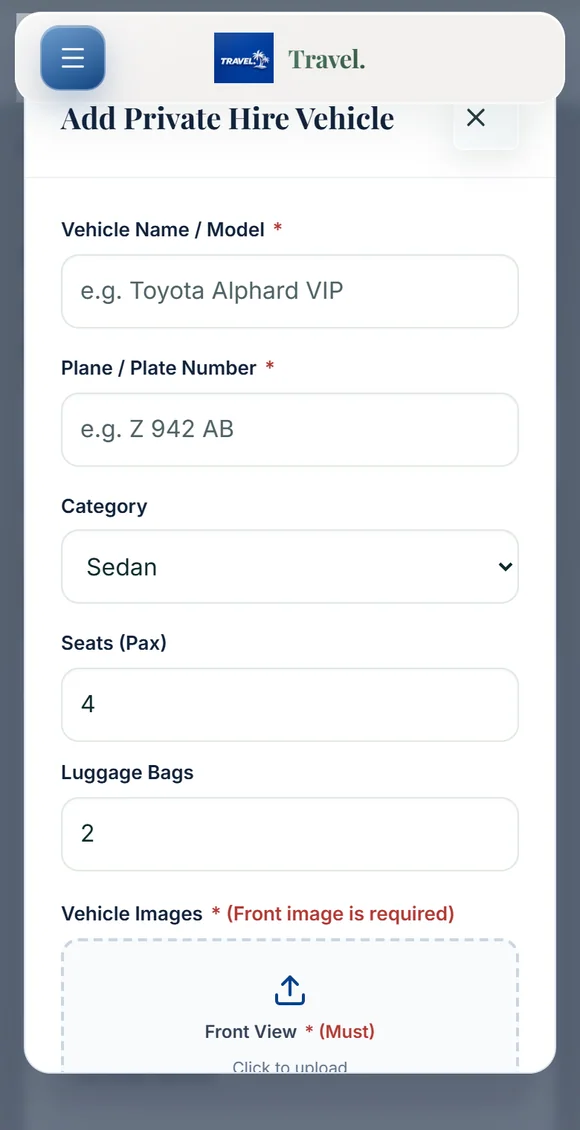 TRAVEL.
Travel.
Add Private Hire Vehicle
Vehicle Name / Model *
e.g. Toyota Alphard VIP
Plane / Plate Number *
e.g. Z 942 AB
Category
Sedan
Seats (Pax)
4
Luggage Bags
2
Vehicle Images * (Front image is required)
Front View * (Must)
Click to upload